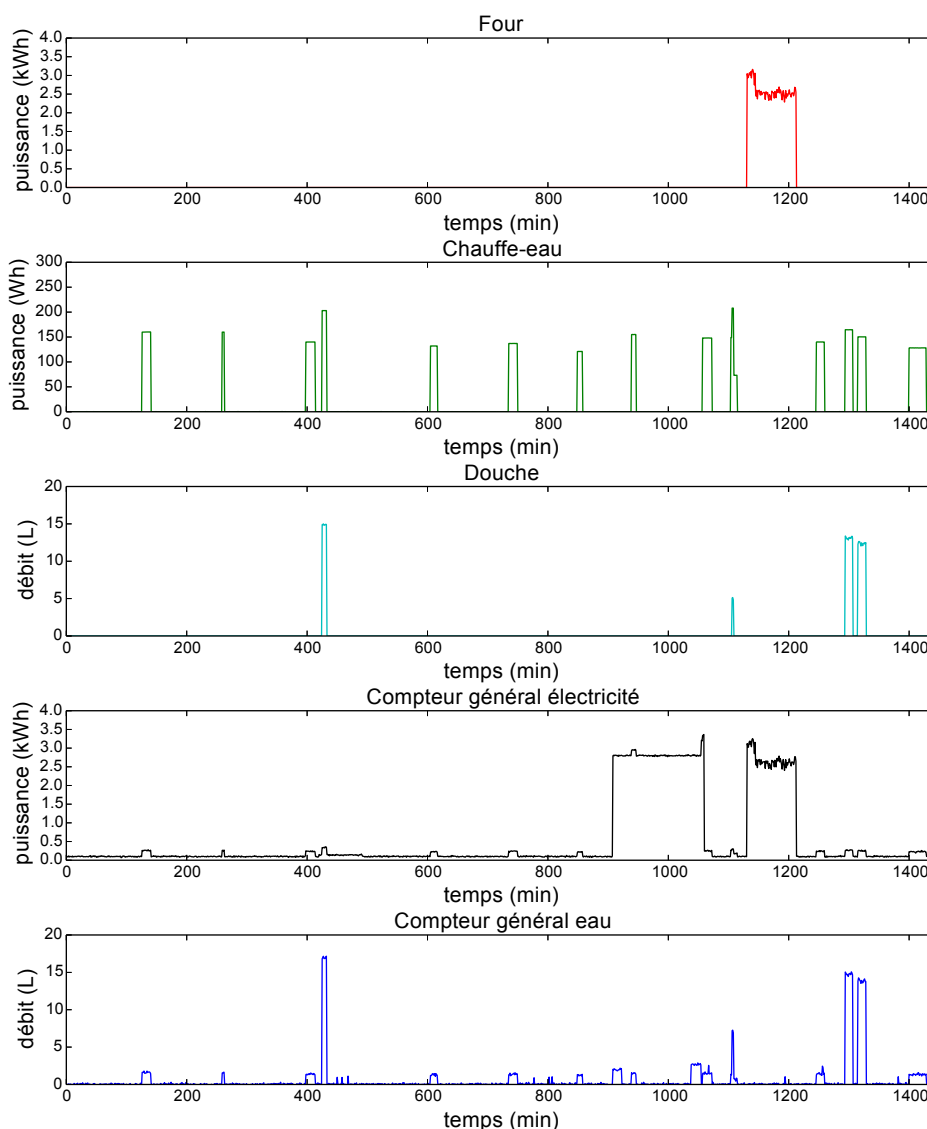 Four
puissance (kWh)
4.0
3.5
3.0
2.5
2.0
1.5
1.0
0.5
0.0
0 200 400 600 800 1000 1200 1400
temps (min)
Chauffe-eau
puissance (Wh)
300
250
200
150
100
50
0
0 200 400 600 800 1000 1200 1400
temps (min)
Douche
débit (L)
20
15
10
5
0
0 200 400 600 800 1000 1200 1400
temps (min)
Compteur général électricité
puissance (kWh)
4.0
3.5
3.0
2.5
2.0
1.5
1.0
0.5
0.0
0 200 400 600 800 1000 1200 1400
temps (min)
Compteur général eau
débit (L)
20
15
10
5
0
0 200 400 600 800 1000 1200 1400
temps (min)